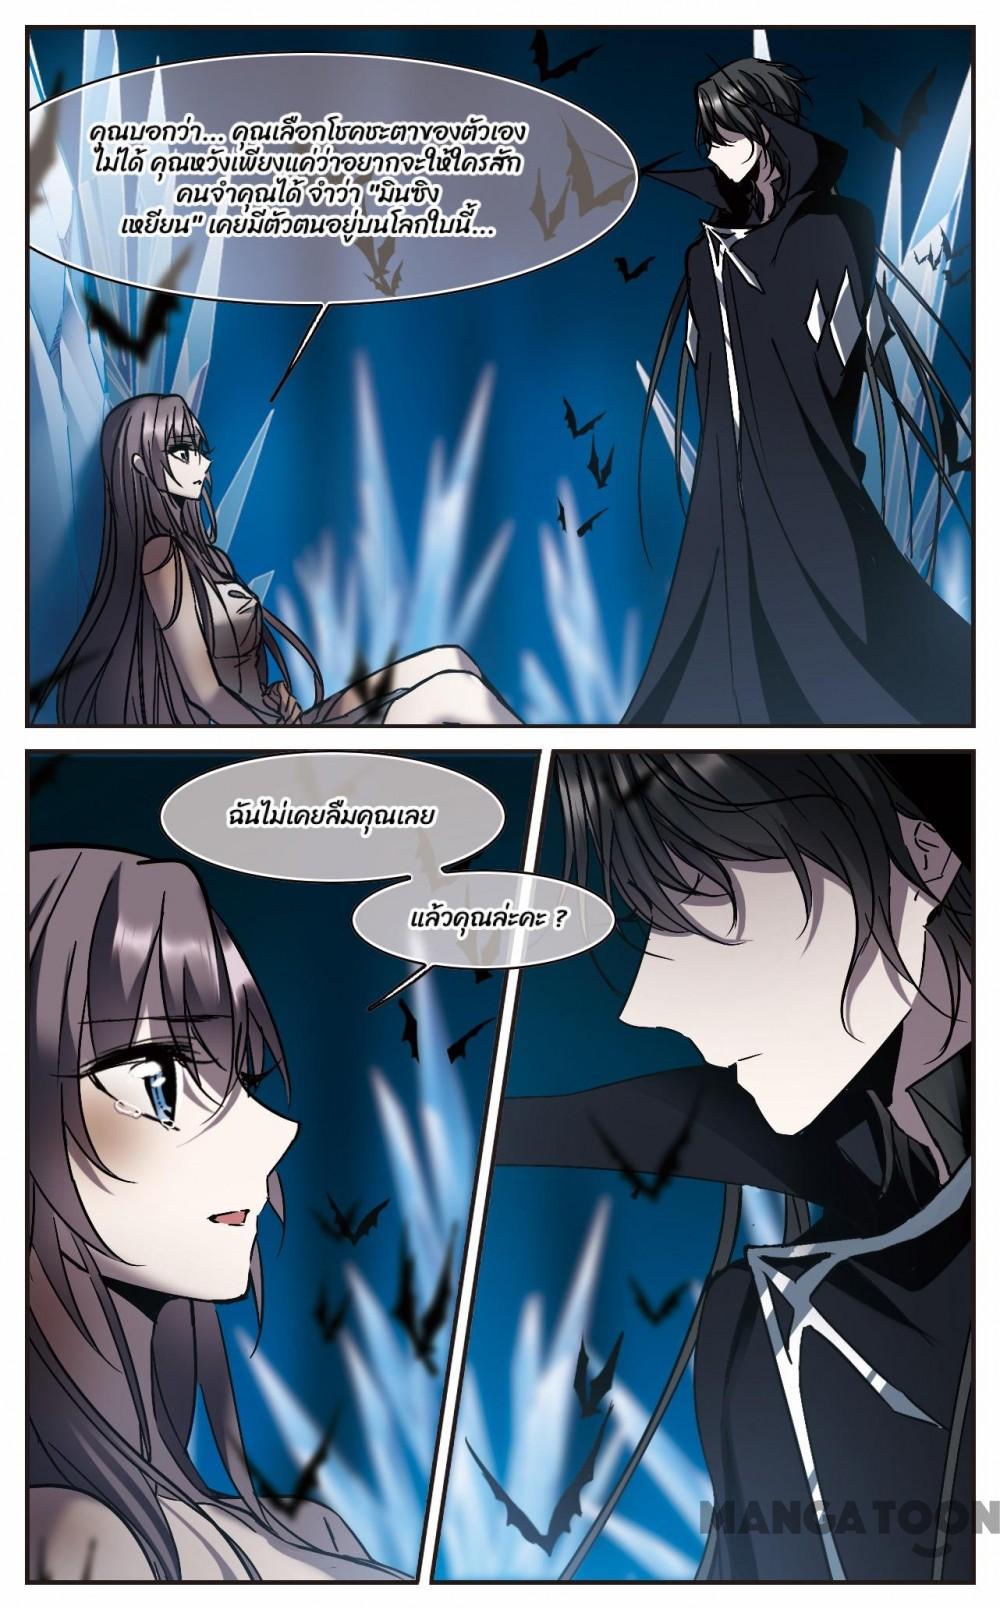 คุณบอกว่า... คุณเลือกโชคชะตาของตัวเอง
ไม่ได้ คุณหวังเพียงแค่ว่าอยากจะให้ใครสัก
คนจำคุณได้ จำว่า "มินซิง
เหยียน" เคยมีตัวตนอยู่บนโลกใบนี้...
ฉันไม่เคยลืมคุณเลย
แล้วคุณล่ะคะ ?
MANGATOON